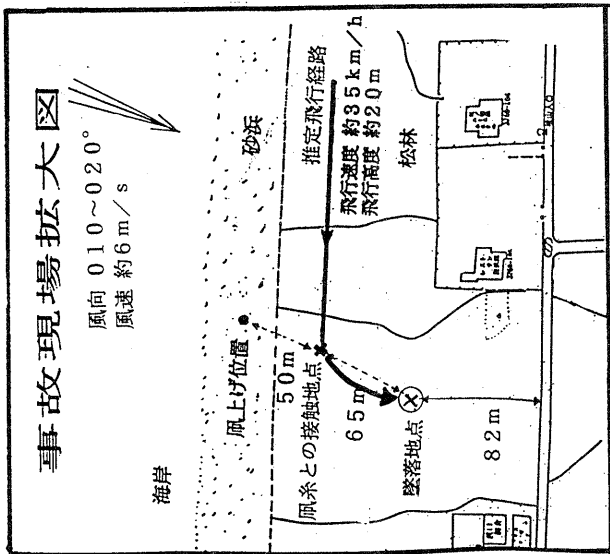 事故現場拡大図
風向 010～020°
風速 約6m/s
海岸
砂浜
凧上げ位置
50m
推定飛行経路
飛行速度 約35km/h
飛行高度 約20m
凧糸との接触地点
松林
65m
墜落地点
82m